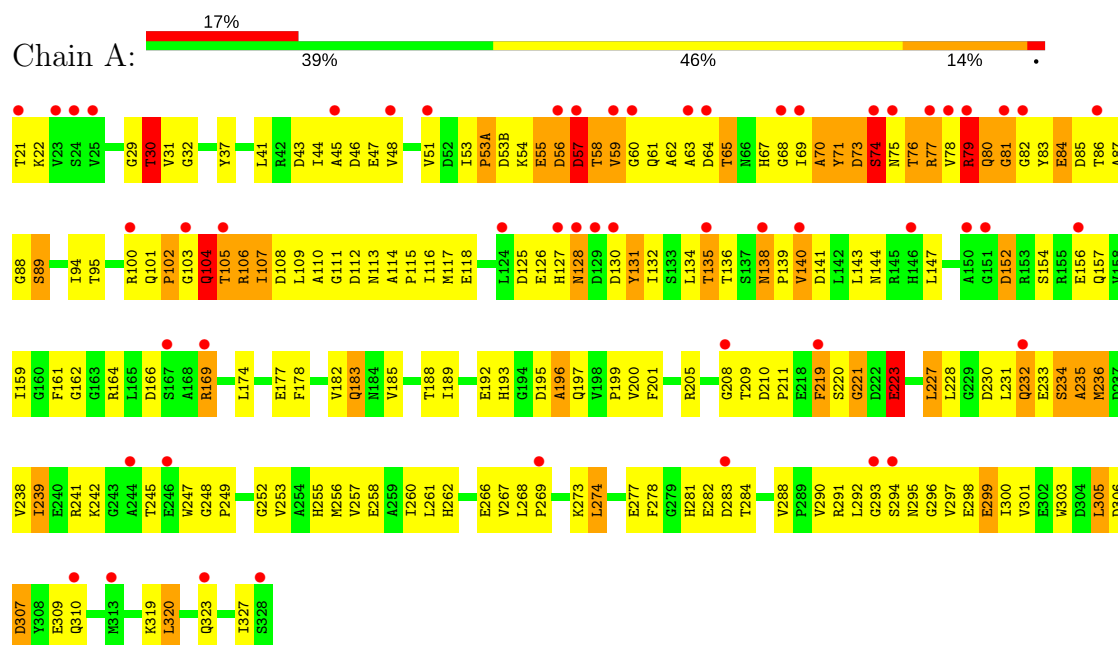 17%
Chain A:
39% 46% 14% •
T21 K22 V23 S24 V25 G29 T30 V31 G32 Y37 L41 R42 D43 I44 A45 D46 E47 V48 V51 D52 I53 P53A D53B K54 E55 D56 D57 T58 V59 G60 Q61 A62 A63 D64 T65 N66 H67 G68 I69 A70 Y71 D73 S74 N75 T76 R77 V78 R79 Q80 G81 G82 Y83 E84 D85 T86 A87
G88 S89 I94 T95 R100 Q101 P102 G103 Q104 T105 R106 I107 D108 L109 A110 G111 D112 N113 A114 P115 I116 M117 E118 L124 D125 E126 H127 N128 D129 D130 Y131 I132 S133 L134 T135 T136 S137 N138 P139 V140 D141 L142 L143 N144 R145 H146 L147 A150 G151 D152 R153 S154 R155 E156 Q157 V158
I159 G160 F161 G162 G163 R164 L165 D166 S167 A168 R169 L174 E177 F178 V182 Q183 N184 V185 T188 I189 E192 H193 G194 D195 A196 Q197 V198 P199 V200 F201 R205 G208 T209 D210 P211 E218 F219 S220 G221 D222 E223 L227 L228 G229 D230 L231 Q232 E233 S234 A235 M236 D237
V238 I239 E240 R241 K242 G243 A244 T245 E246 W247 G248 P249 G252 V253 A254 H255 M256 V257 E258 A259 I260 L261 H262 E266 V267 L268 P269 K273 L274 E277 F278 G279 H281 E282 D283 T284 V288 P289 V290 R291 L292 G293 S294 N295 G296 V297 E298 E299 I300 V301 E302 W303 D304 L305 D306
D307 Y308 E309 Q310 M313 K319 L320 Q323 I327 S328